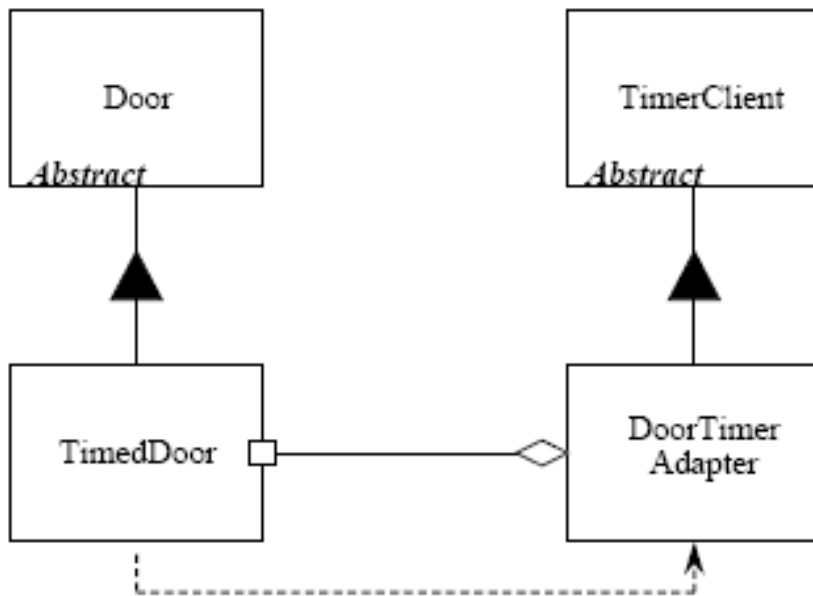 Door
TimerClient
Abstract
Abstract
TimedDoor
DoorTimer
Adapter